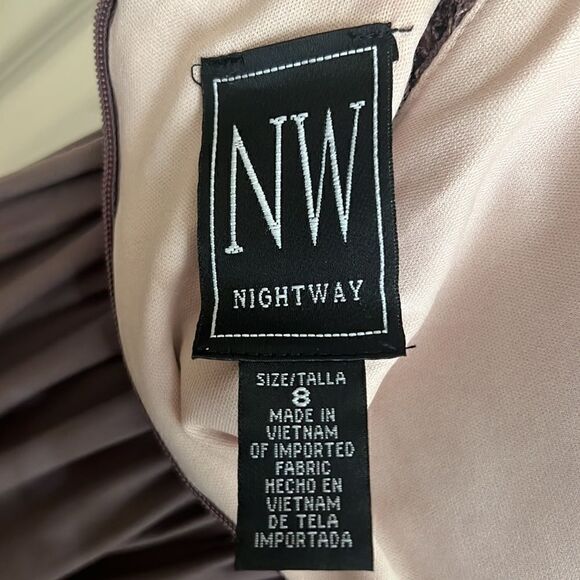 NW
NIGHTWAY
SIZE/TALLA
8
MADE IN
VIETNAM
OF IMPORTED
FABRIC
HECHO EN
VIETNAM
DE TELA
IMPORTADA